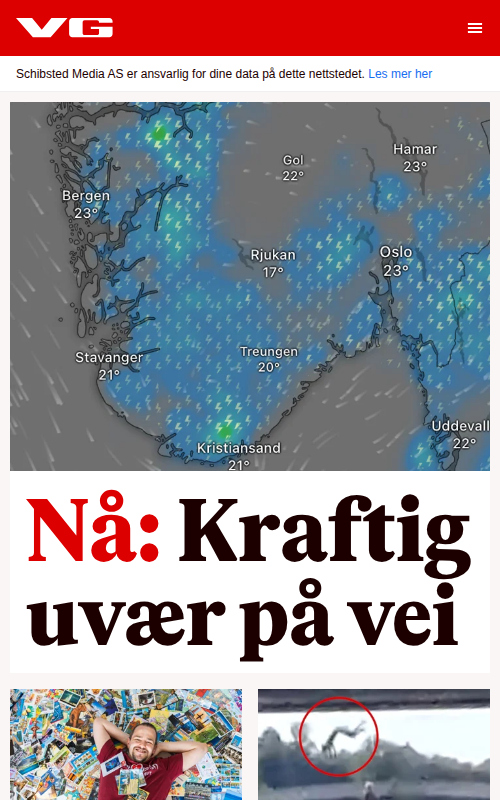 VG
Schibsted Media AS er ansvarlig for dine data på dette nettstedet. Les mer her
Gol
22°
Hamar
23°
Bergen
23°
Rjukan
17°
Oslo
23°
Stavanger
21°
Treungen
20°
Uddevall
22°
Kristiansand
21°
Nå: Kraftig
uvær på vei